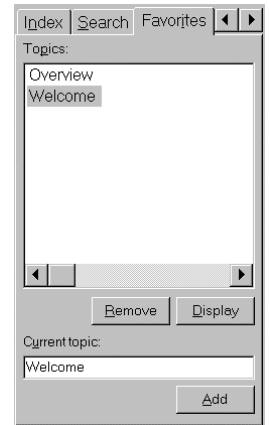 Index Search Favorites
Topics:
Overview
Welcome
Remove Display
Current topic:
Welcome
Add